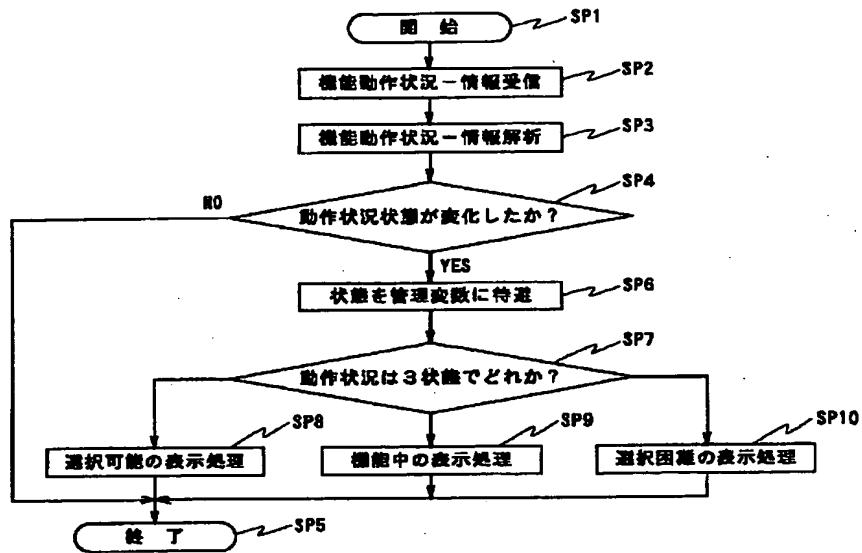 開 始
SP1
機能動作状況－情報受信
SP2
機能動作状況－情報解析
SP3
動作状況状態が変化したか？
SP4
NO
YES
状態を管理変数に待避
SP6
動作状況は３状態でどれか？
SP7
選択可能の表示処理
SP8
機能中の表示処理
SP9
選択困難の表示処理
SP10
終 了
SP5